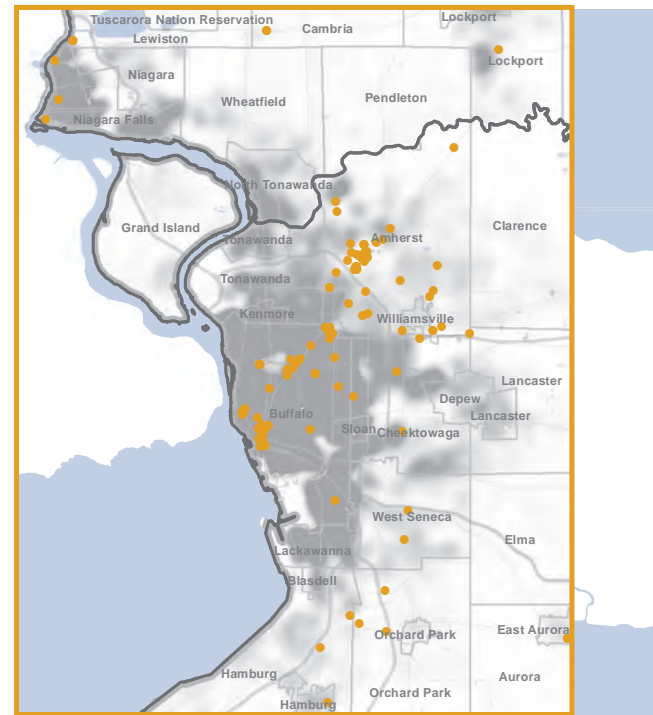 Tuscarora Nation Reservation
Lockport
Cambria
Lewiston
Lockport
Niagara
Wheatfield
Pendleton
Niagara Falls
North Tonawanda
Grand Island
Clarence
Amherst
Tonawanda
Tonawanda
Kenmore
Williamsville
Lancaster
Depew
Buffalo
Lancaster
Sloan
Cheektowaga
West Seneca
Elma
Lackawanna
Blasdell
East Aurora
Orchard Park
Hamburg
Aurora
Orchard Park
Hamburg